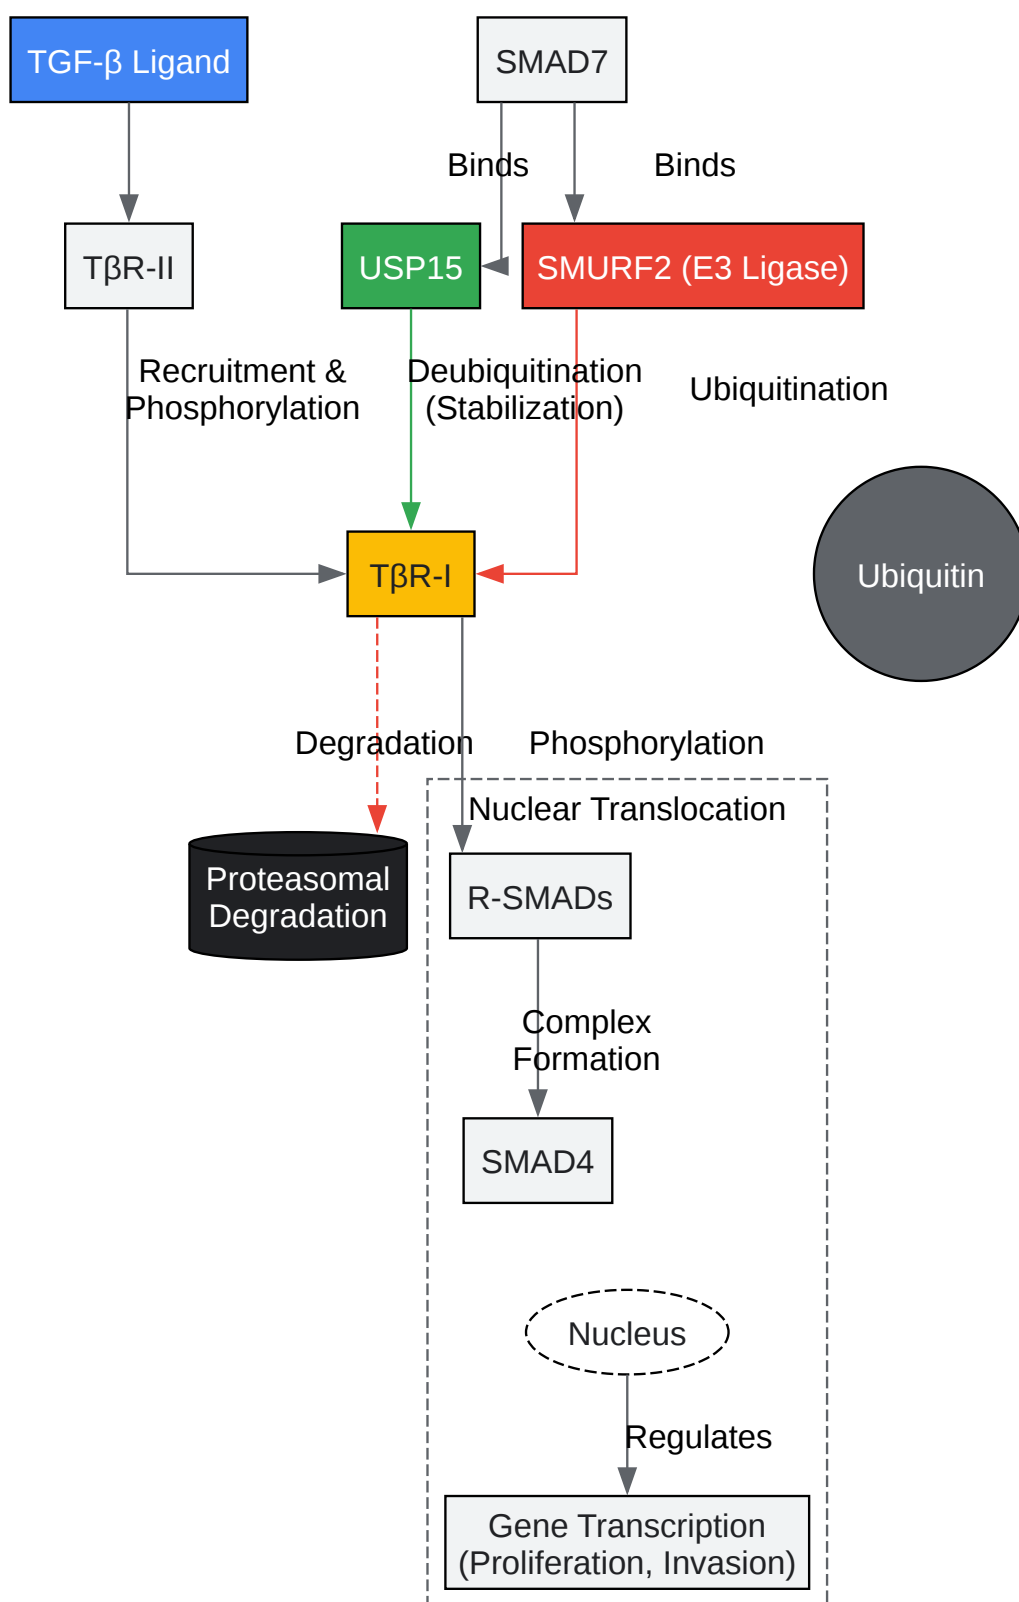 TGF-β Ligand
SMAD7
Binds
Binds
TβR-II
USP15
SMURF2 (E3 Ligase)
Recruitment &
Phosphorylation
Deubiquitination
(Stabilization)
Ubiquitination
TβR-I
Ubiquitin
Degradation
Phosphorylation
Nuclear Translocation
Proteasomal
Degradation
R-SMADs
Complex
Formation
SMAD4
Nucleus
Regulates
Gene Transcription
(Proliferation, Invasion)